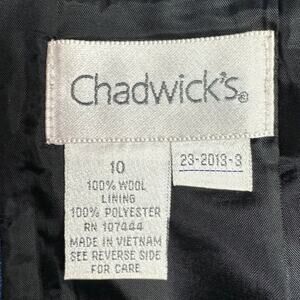 Chadwick's®
10
100% WOOL
LINING
100% POLYESTER
RN 107444
MADE IN VIETNAM
SEE REVERSE SIDE
FOR CARE
23-2013-3